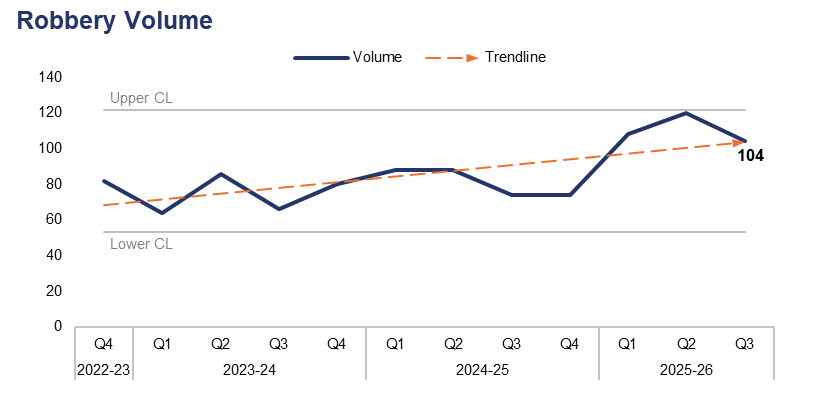 Robbery Volume
Volume Trendline
140
Upper CL
120
100
104
80
60
Lower CL
40
20
0
Q4 Q1 Q2 Q3 Q4 Q1 Q2 Q3 Q4 Q1 Q2 Q3
2022-23 2023-24 2024-25 2025-26